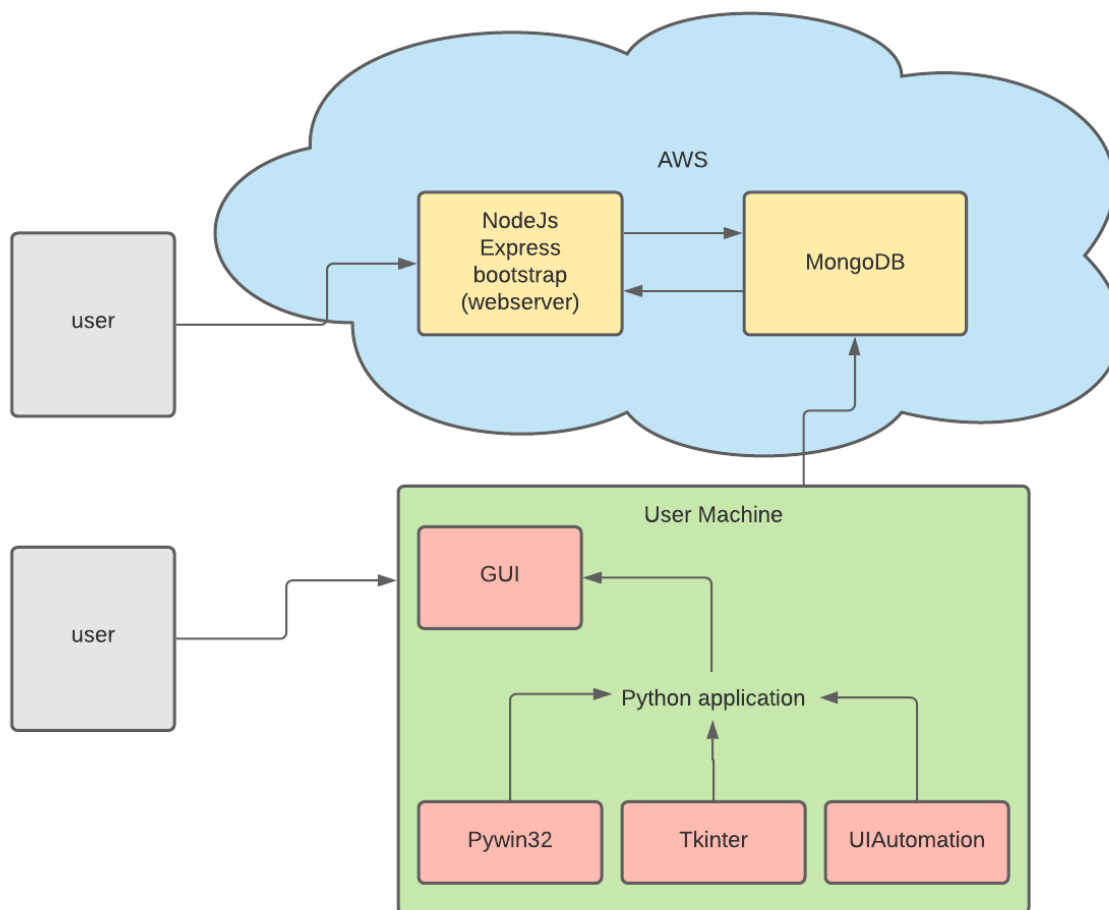 AWS
NodeJs
Express
bootstrap
(webserver)
MongoDB
user
User Machine
GUI
user
Python application
Pywin32
Tkinter
UIAutomation